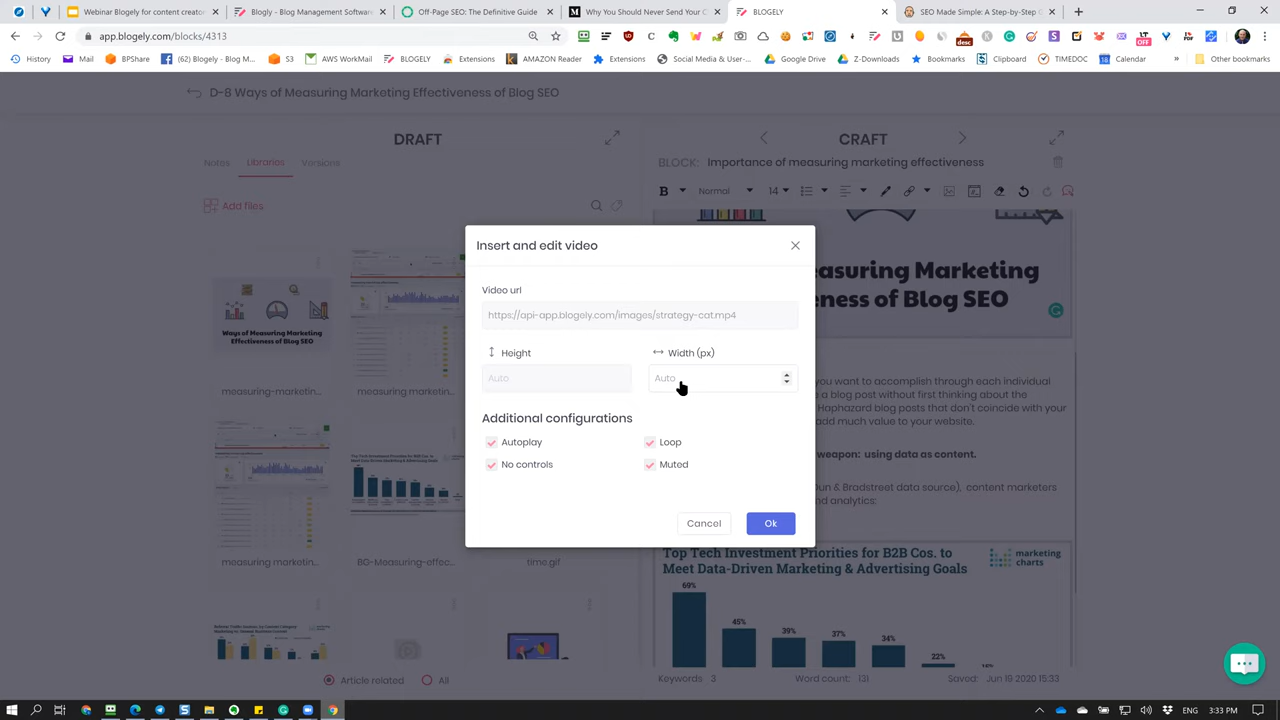 Webinar Blogely for content creator
Blogly - Blog Management Software
Off-Page SEO: The Definitive Guide
Why You Should Never Send Your C
BLOGELY
SEO Made Simple: A Step-by-Step G
app.blogely.com/blocks/4313
History
Mail
BPShare
(62) Blogely - Blog M...
S3
AWS WorkMail
BLOGELY
Extensions
AMAZON Reader
Extensions
Social Media & User-...
Google Drive
Z-Downloads
Bookmarks
Clipboard
TIMEDOC
Calendar
»
Other bookmarks
D-8 Ways of Measuring Marketing Effectiveness of Blog SEO
DRAFT
Notes
Libraries
Versions
Add files
Ways of Measuring Marketing
Effectiveness of Blog SEO
measuring-market...
measuring marketin...
BG-Measuring-effec...
time.gif
Article related
All
CRAFT
BLOCK: Importance of measuring marketing effectiveness
B
Normal
14
easuring Marketing
eness of Blog SEO
you want to accomplish through each individual
a blog post without first thinking about the
Haphazard blog posts that don't coincide with your
add much value to your website.
weapon: using data as content.
Dun & Bradstreet data source), content marketers
and analytics:
Top Tech Investment Priorities for B2B Cos. to
Meet Data-Driven Marketing & Advertising Goals
marketing
charts
69%
45%
39%
37%
34%
22%
Keywords 3
Word count: 131
Saved: Jun 19 2020 15:33
Insert and edit video
Video url
https://api-app.blogely.com/images/strategy-cat.mp4
Height
Width (px)
Auto
Auto
Additional configurations
Autoplay
Loop
No controls
Muted
Cancel
Ok
ENG
3:33 PM